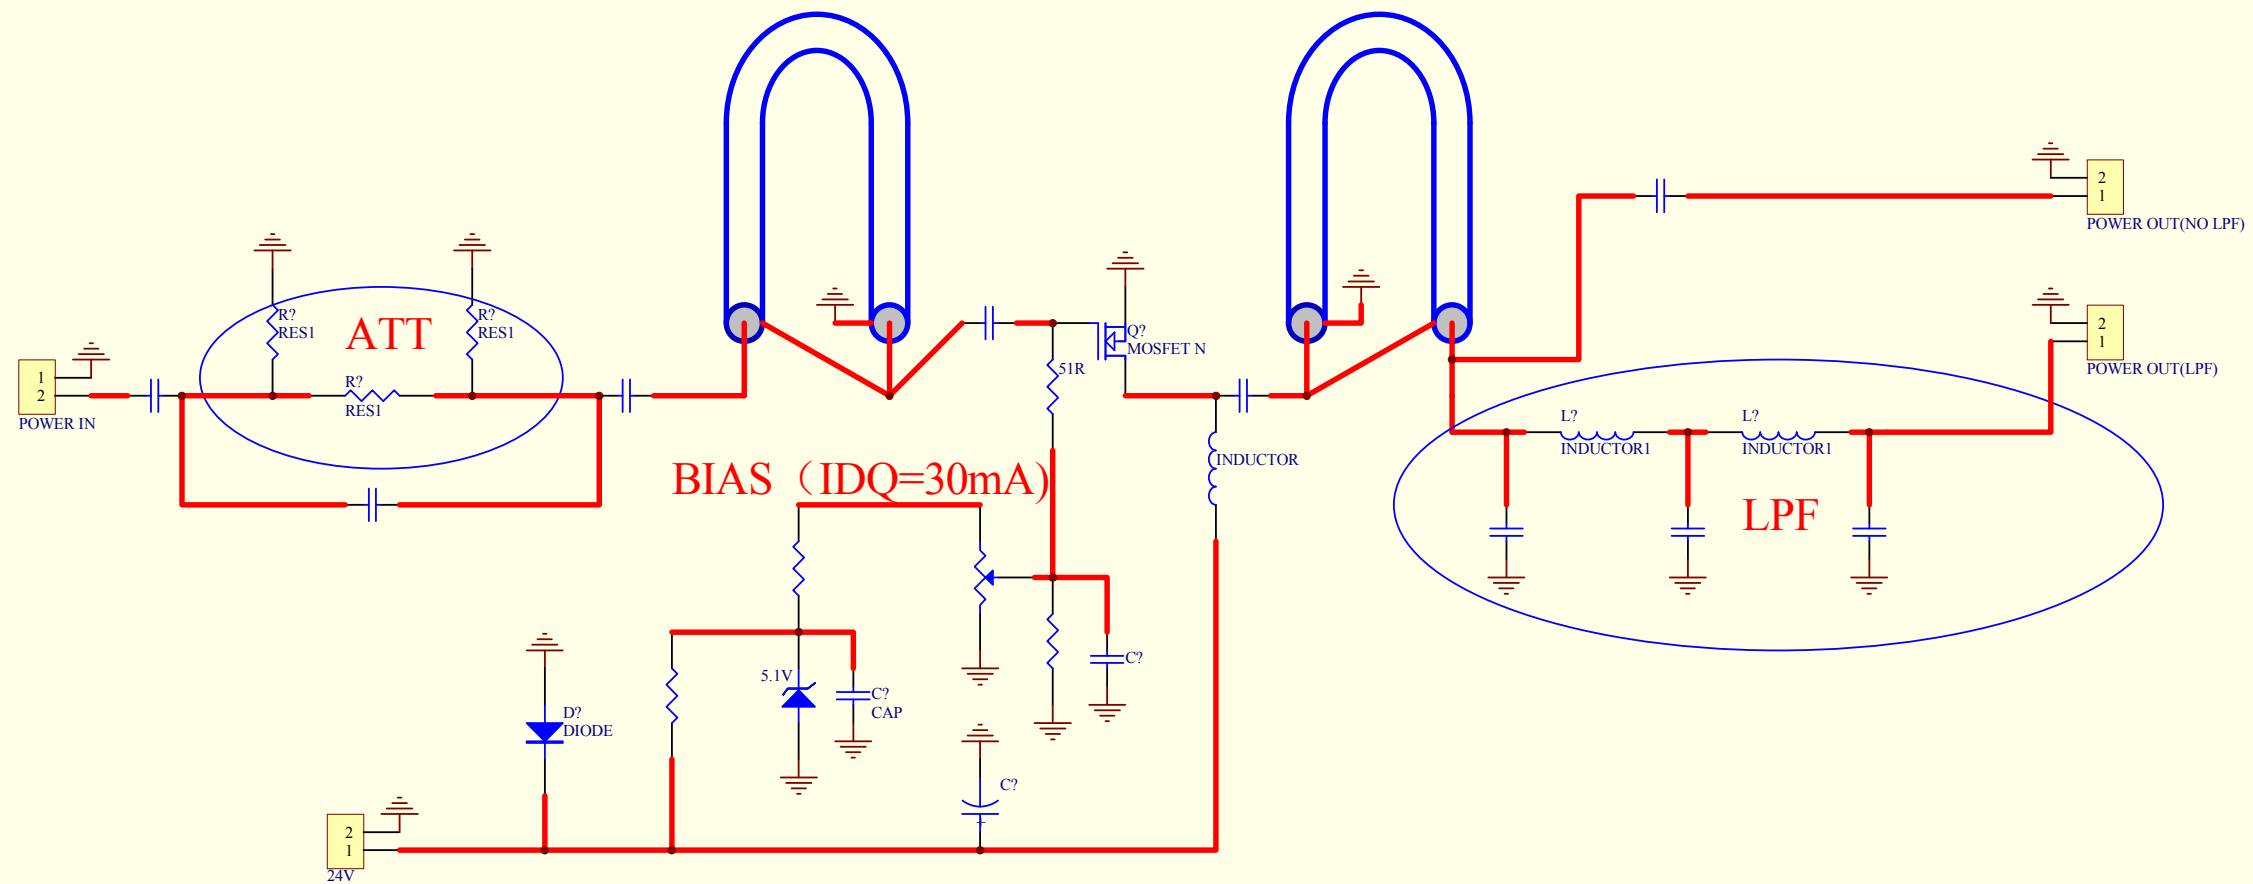 2
1
POWER OUT(NO LPF)
R?
RES1
R?
RES1
ATT
Q?
MOSFET N
2
1
POWER OUT(LPF)
1
2
POWER IN
R?
RES1
51R
L?
INDUCTOR1
L?
INDUCTOR1
INDUCTOR
BIAS（IDQ=30mA)
LPF
5.1V
C?
C?
CAP
D?
DIODE
C?
+
2
1
24V